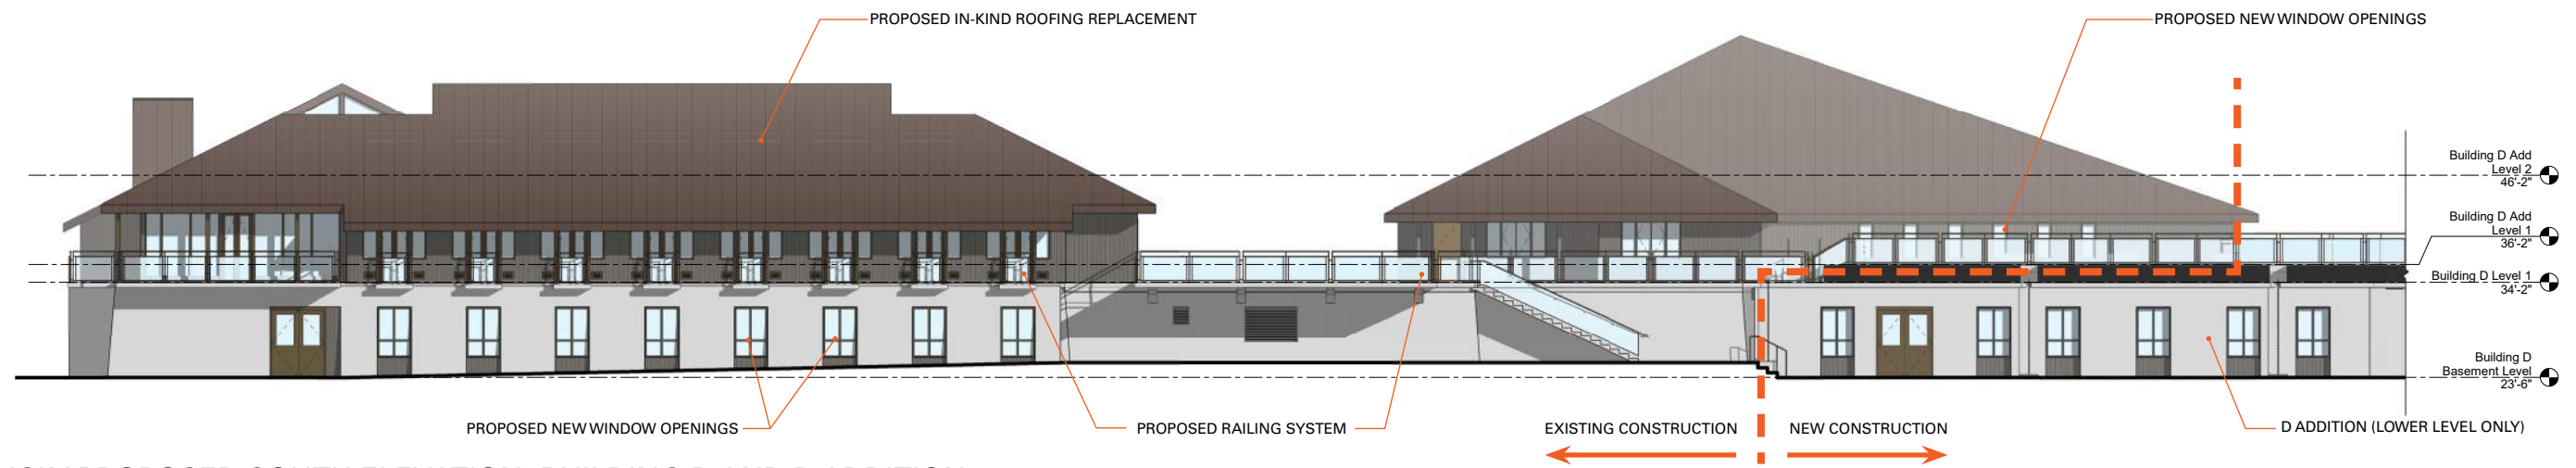 PROPOSED IN-KIND ROOFING REPLACEMENT
PROPOSED NEW WINDOW OPENINGS
Building D Add
Level 2
46'-2"
Building D Add
Level 1
36'-2"
Building D Level 1
34'-2"
Building D
Basement Level
23'-6"
PROPOSED NEW WINDOW OPENINGS
PROPOSED RAILING SYSTEM
EXISTING CONSTRUCTION
NEW CONSTRUCTION
D ADDITION (LOWER LEVEL ONLY)